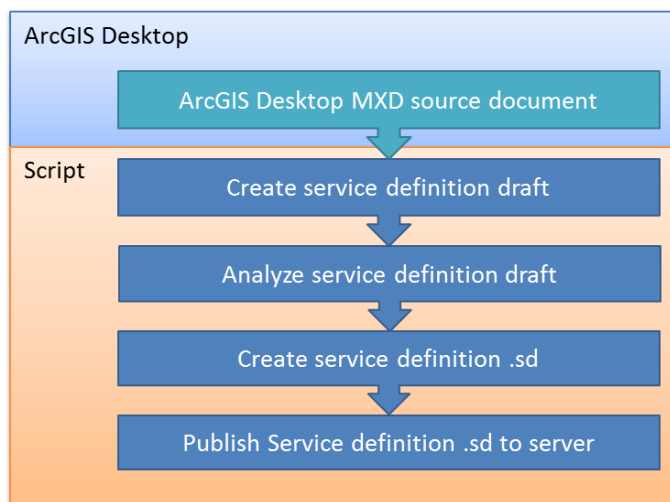 ArcGIS Desktop
ArcGIS Desktop MXD source document
Script
Create service definition draft
Analyze service definition draft
Create service definition .sd
Publish Service definition .sd to server